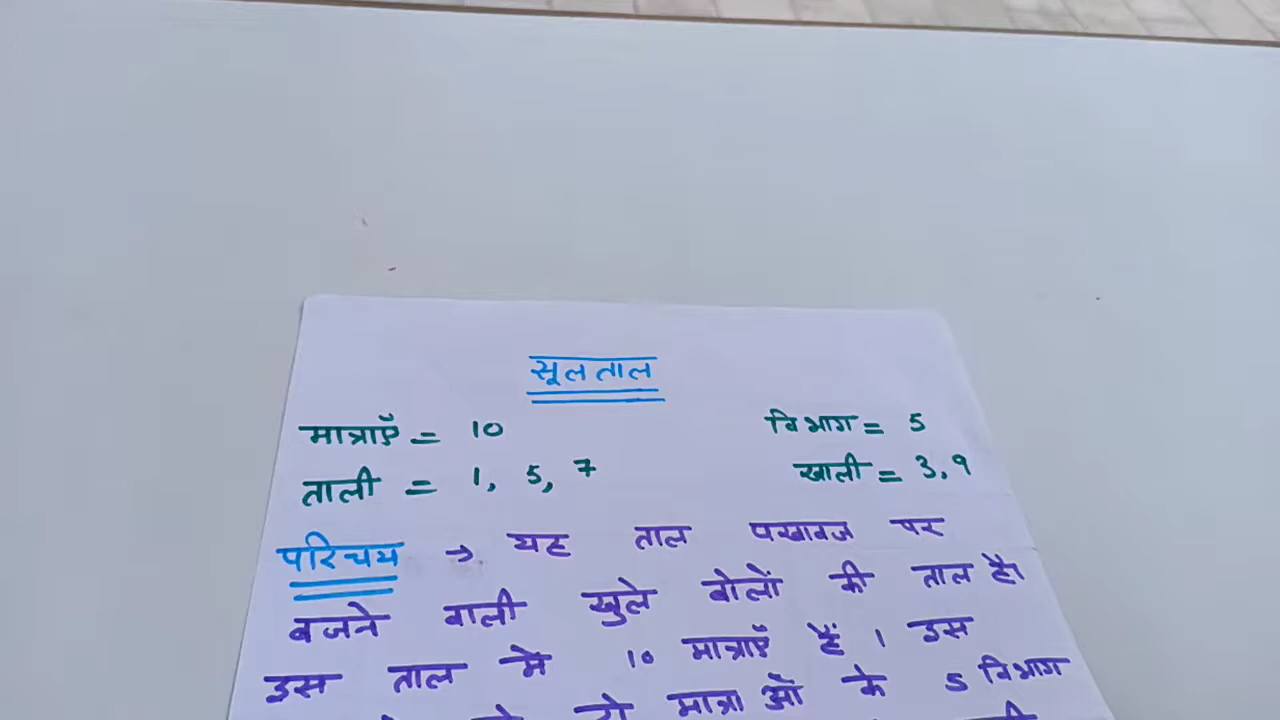 सूलताल
मात्राएँ = 10 विभाग = 5
ताली = 1, 5, 7 खाली = 3, 9
परिचय → यह ताल पखावज पर
बजने वाली खुले बोलों की ताल है।
इस ताल में 10 मात्राएँ हैं । इस
मात्राओं के 5 विभाग